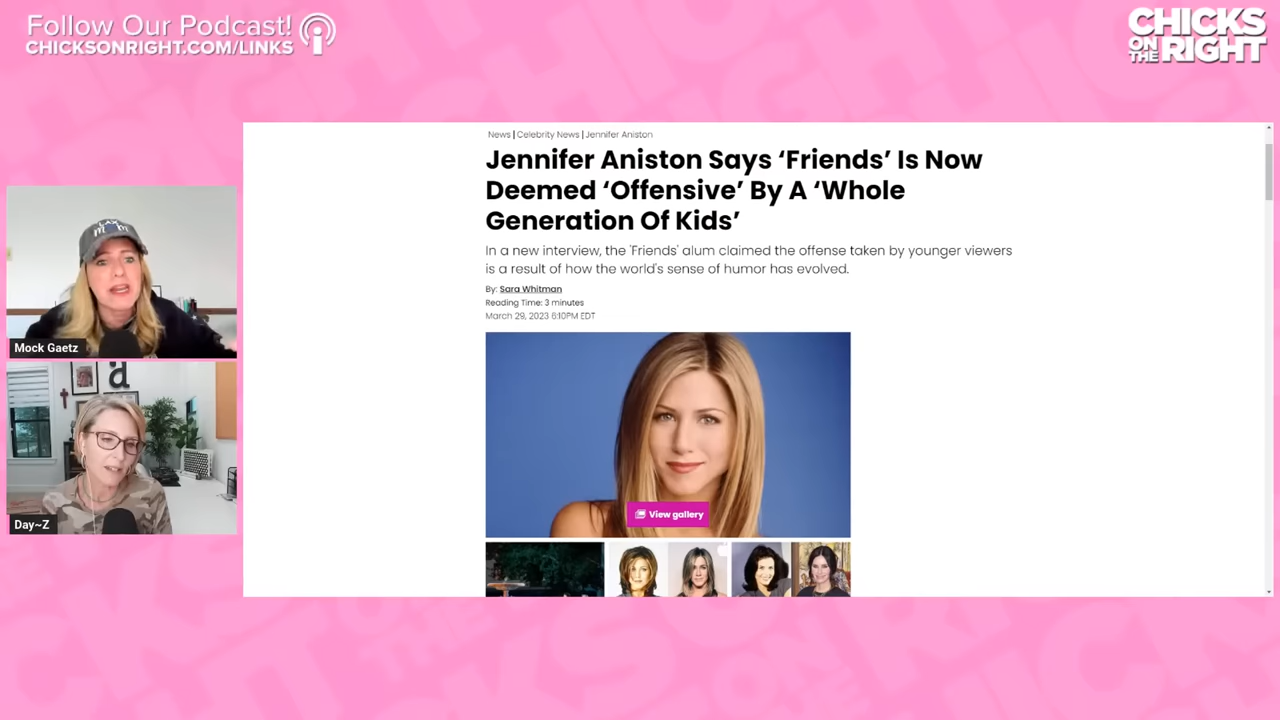 Follow Our Podcast!
CHICKSONRIGHT.COM/LINKS
CHICKS
ON
THE
RIGHT
News | Celebrity News | Jennifer Aniston
Jennifer Aniston Says ‘Friends’ Is Now
Deemed ‘Offensive’ By A ‘Whole
Generation Of Kids’
In a new interview, the 'Friends' alum claimed the offense taken by younger viewers
is a result of how the world's sense of humor has evolved.
By: Sara Whitman
Reading Time: 3 minutes
March 29, 2023 6:10PM EDT
View gallery
Mock Gaetz
a
Day~Z